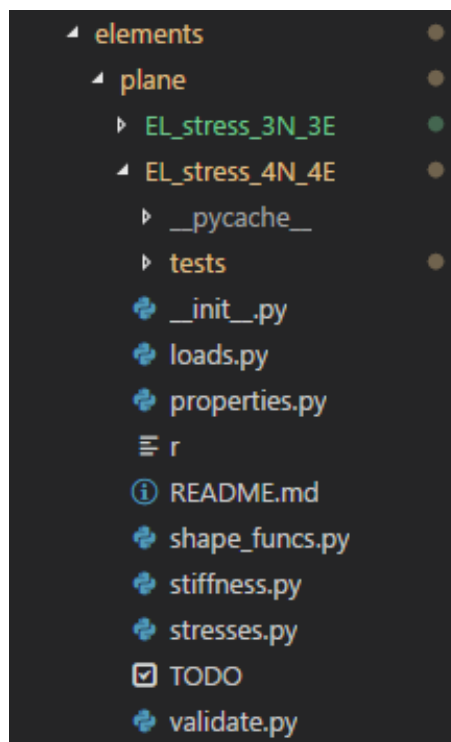 elements
plane
EL_stress_3N_3E
EL_stress_4N_4E
__pycache__
tests
__init__.py
loads.py
properties.py
r
README.md
shape_funcs.py
stiffness.py
stresses.py
TODO
validate.py